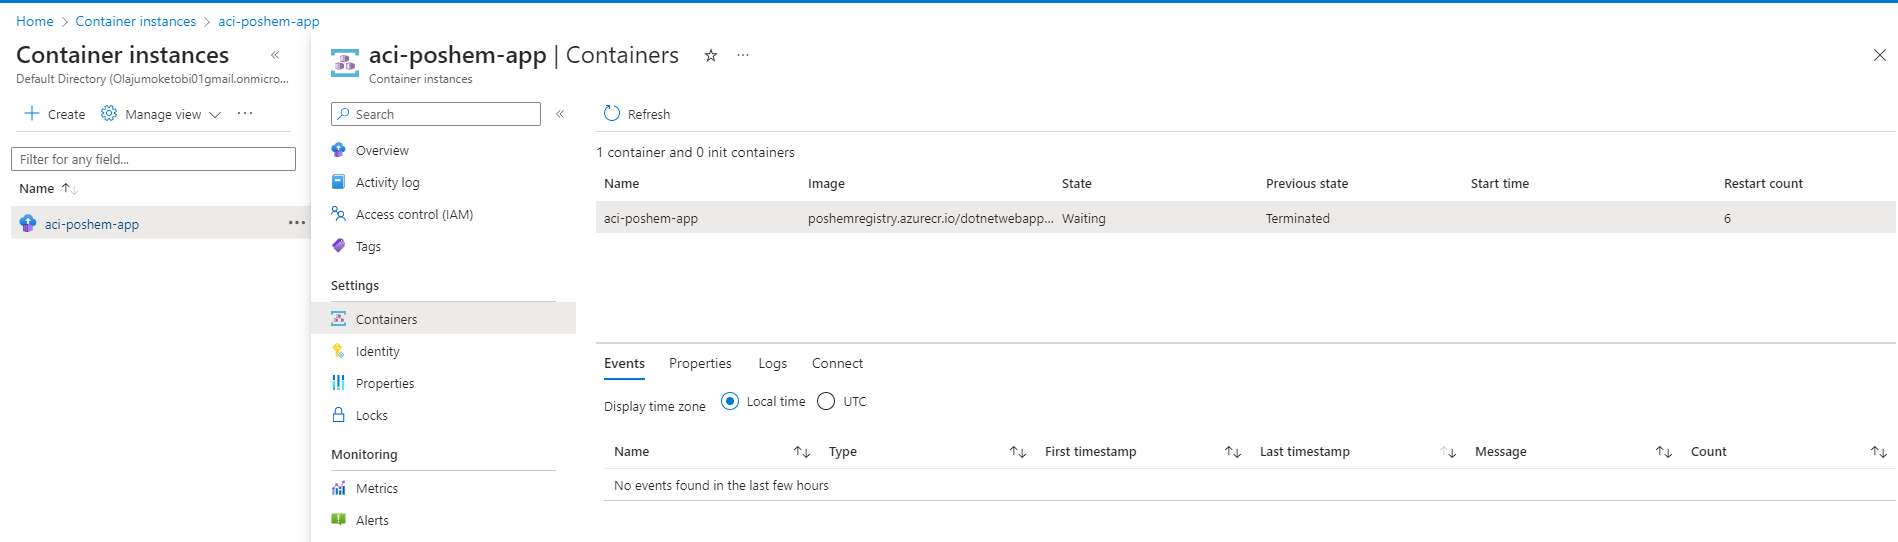 Home > Container instances > aci-poshem-app
Container instances «
Default Directory (Olajumoketobi01gmail.onmicro...
+ Create Manage view ...
Filter for any field...
Name ↑↓
aci-poshem-app ...
aci-poshem-app | Containers ...
Container instances
Search «
Overview
Activity log
Access control (IAM)
Tags
Settings
Containers
Identity
Properties
Locks
Monitoring
Metrics
Alerts
Refresh
1 container and 0 init containers
Name Image State Previous state Start time Restart count
aci-poshem-app poshemregistry.azurecr.io/dotnetwebapp... Waiting Terminated 6
Events Properties Logs Connect
Display time zone Local time UTC
Name ↑↓ Type ↑↓ First timestamp ↑↓ Last timestamp ↑↓ Message ↑↓ Count ↑↓
No events found in the last few hours